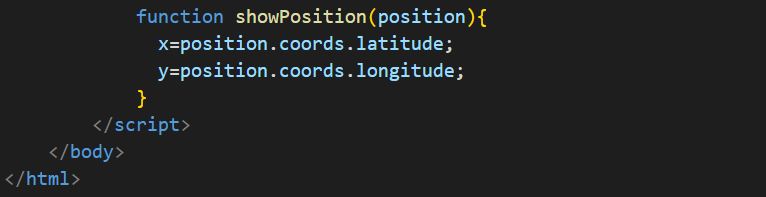 function showPosition(position){
x=position.coords.latitude;
y=position.coords.longitude;
}
</script>
</body>
</html>